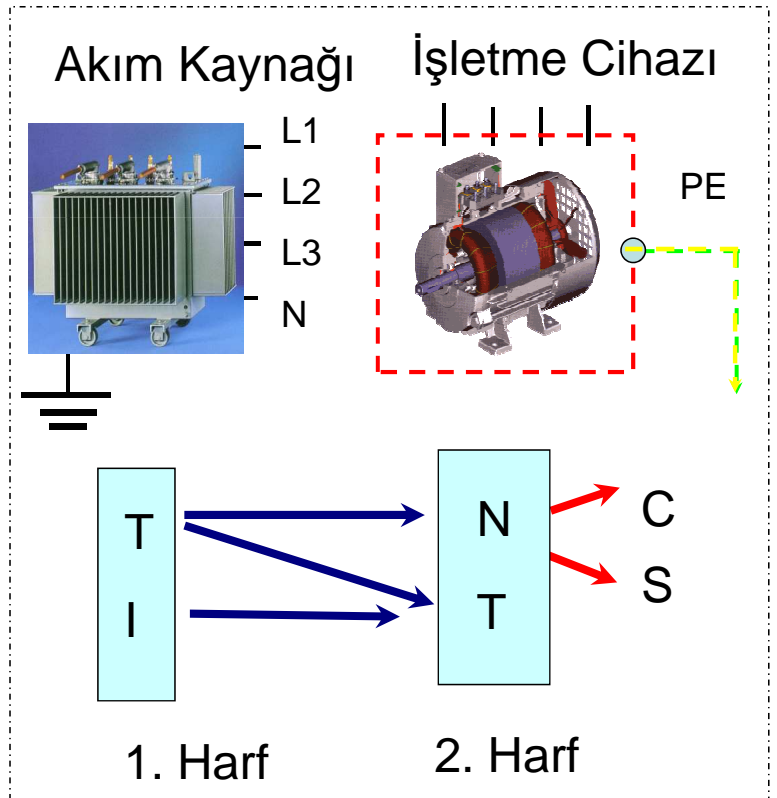 Akım Kaynağı
İşletme Cihazı
L1
L2
L3
N
PE
T
I
N
T
C
S
1. Harf
2. Harf